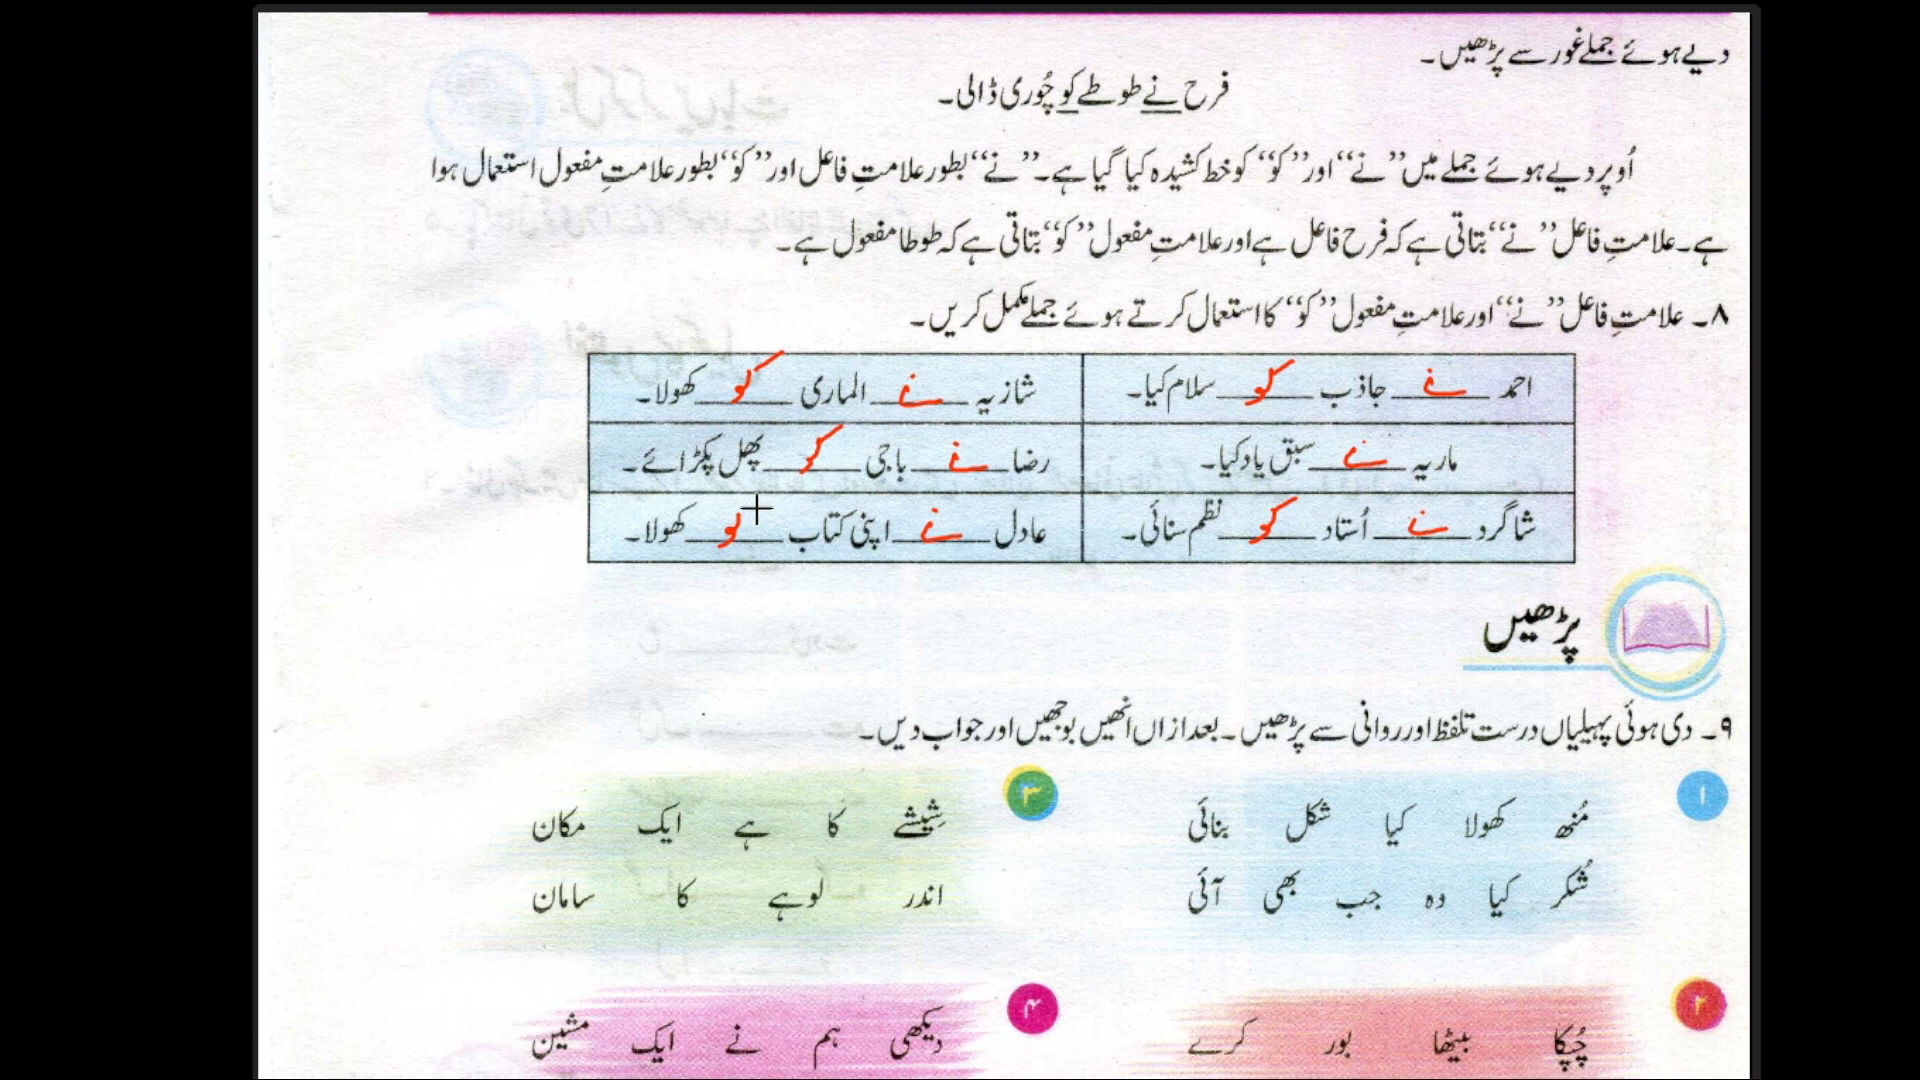 دیے ہوئے جملے غور سے پڑھیں۔
فرح نے طوطے کو چُوری ڈالی۔
اُوپر دیے ہوئے جملے میں ”نے“ اور ”کو“ کو خط کشیدہ کیا گیا ہے۔ ”نے“ بطور علامتِ فاعل اور ”کو“ بطور علامتِ مفعول استعمال ہوا
ہے۔ علامتِ فاعل ”نے“ بتاتی ہے کہ فرح فاعل ہے اور علامتِ مفعول ”کو“ بتاتی ہے کہ طوطا مفعول ہے۔
۸۔ علامتِ فاعل ”نے“ اور علامتِ مفعول ”کو“ کا استعمال کرتے ہوئے جملے مکمل کریں۔
احمد نے جاذب کو سلام کیا۔ شازیہ نے الماری کو کھولا۔
ماریہ نے سبق یاد کیا۔ رضا نے باجی کو پھل پکڑائے۔
شاگرد نے اُستاد کو نظم سنائی۔ عادل نے اپنی کتاب کو کھولا۔
پڑھیں
۹۔ دی ہوئی پہیلیاں درست تلفظ اور روانی سے پڑھیں۔ بعدازاں انھیں بوجھیں اور جواب دیں۔
۱
مُنھ کھولا کیا شکل بنائی
شُکر کیا وہ جب بھی آئی
۳
شِیشے کا ہے ایک مکان
اندر لوہے کا سامان
۲
چُپکا بیٹھا بور کرے
۴
دیکھی ہم نے ایک مشین